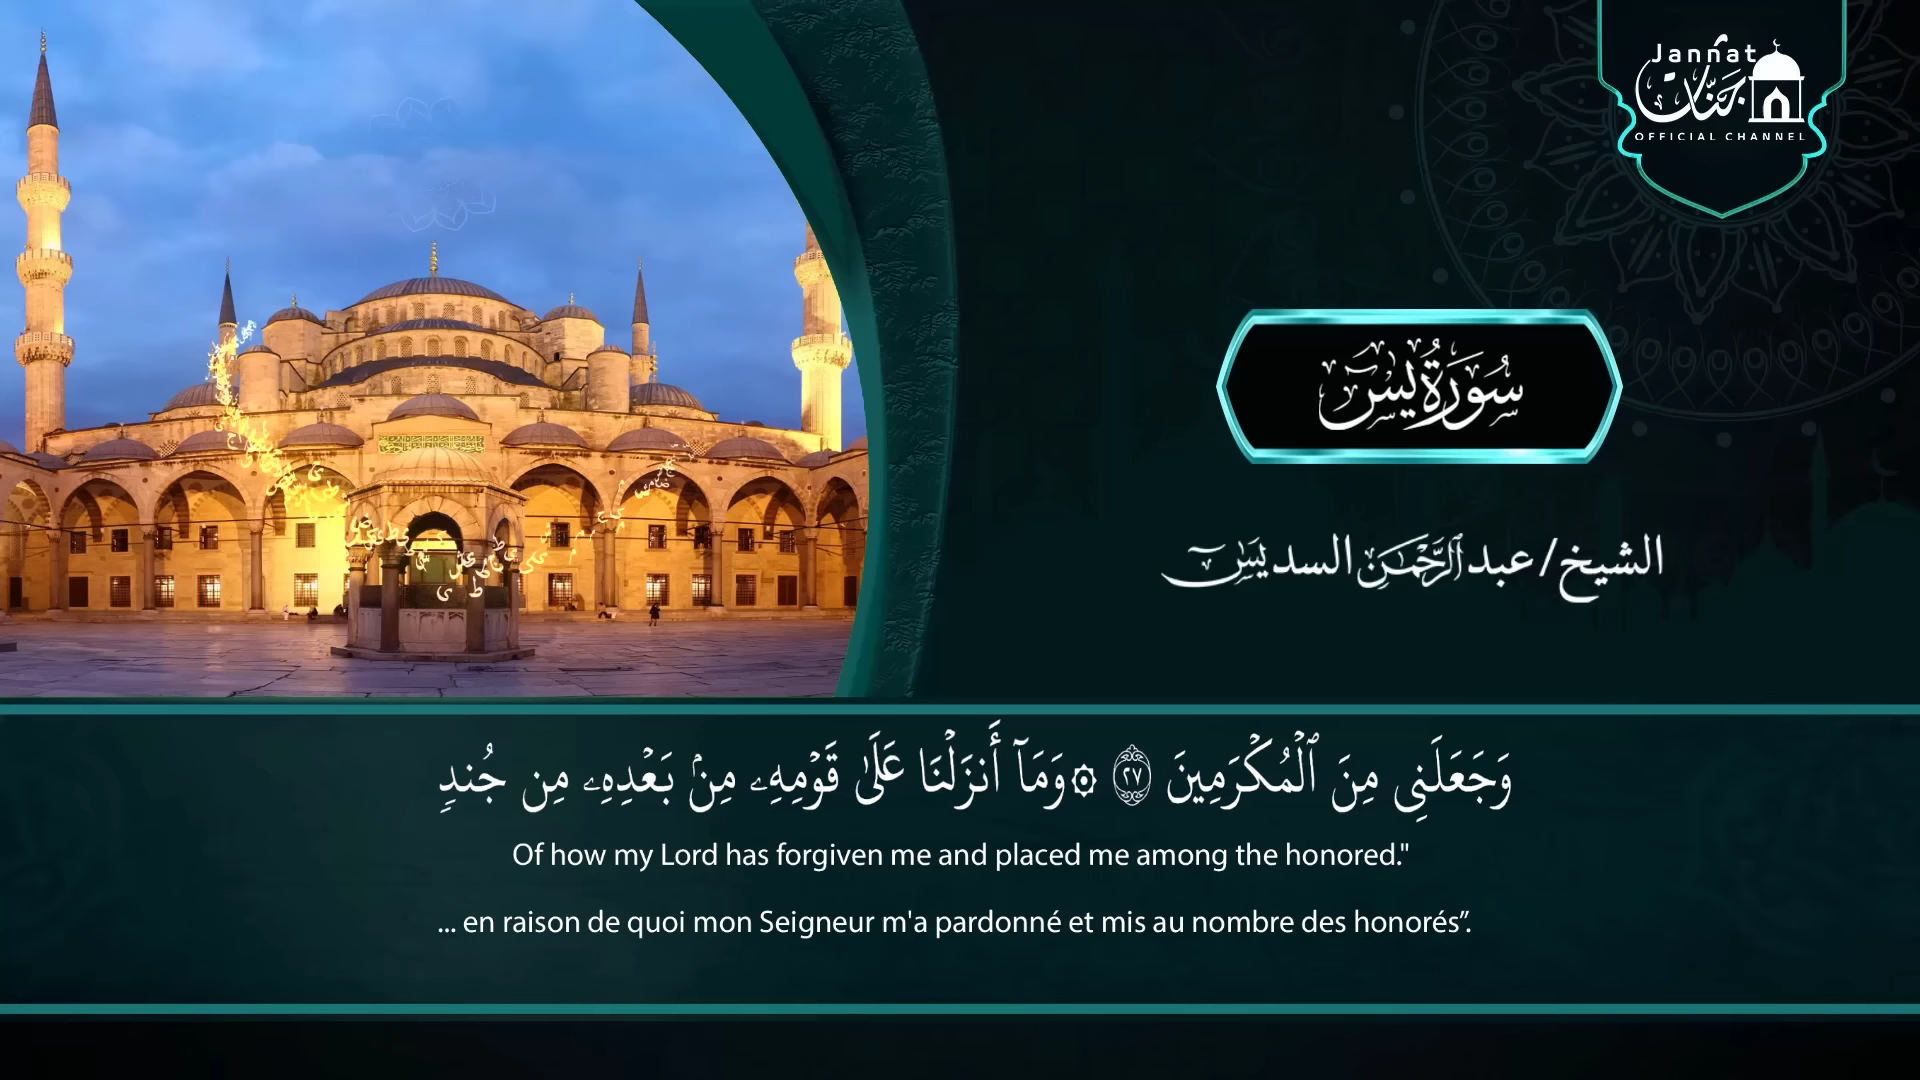 Jannat
جنات
OFFICIAL CHANNEL
سُورَةُ يسٓ
الشيخ / عبد الرَّحْمَٰن السديسٓ
وَجَعَلَنِي مِنَ ٱلْمُكْرَمِينَ ٢٧ ۞ وَمَآ أَنزَلْنَا عَلَىٰ قَوْمِهِۦ مِنۢ بَعْدِهِۦ مِن جُندٍ
Of how my Lord has forgiven me and placed me among the honored."
... en raison de quoi mon Seigneur m'a pardonné et mis au nombre des honorés”.